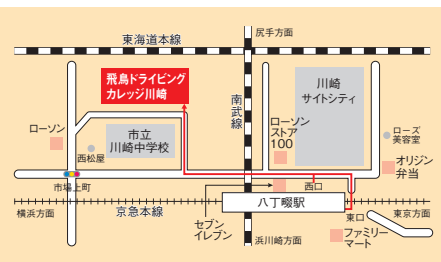 尻手方面
東海道本線
飛鳥ドライビング
カレッジ川崎
川崎
サイトシティ
南武線
ローソン
ローソン
ストア
100
市立
川崎中学校
ローズ
美容室
西松屋
オリジン
弁当
市場上町
西口
八丁畷駅
横浜方面
京急本線
セブン
イレブン
東口
東京方面
ファミリー
マート
浜川崎方面